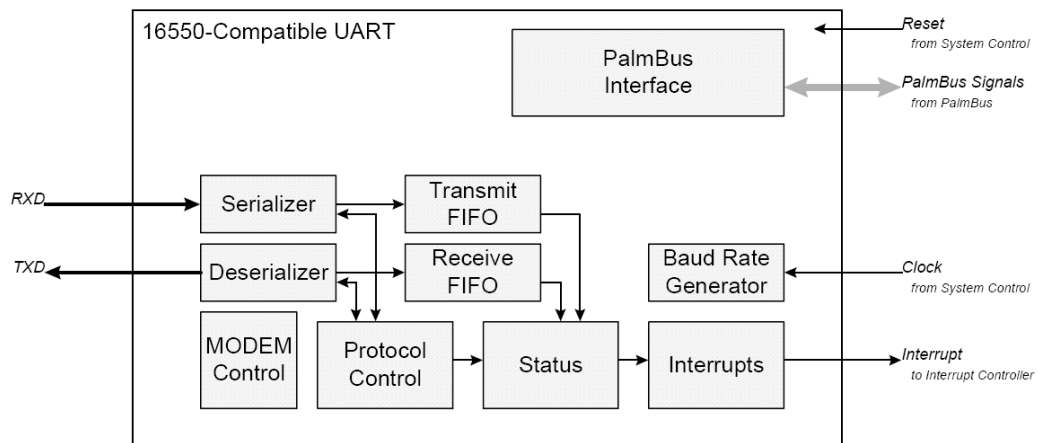 16550-Compatible UART
Reset
from System Control
PalmBus
Interface
PalmBus Signals
from PalmBus
RXD
Serializer
Transmit
FIFO
TXD
Deserializer
Receive
FIFO
Baud Rate
Generator
Clock
from System Control
MODEM
Control
Protocol
Control
Status
Interrupts
Interrupt
to Interrupt Controller